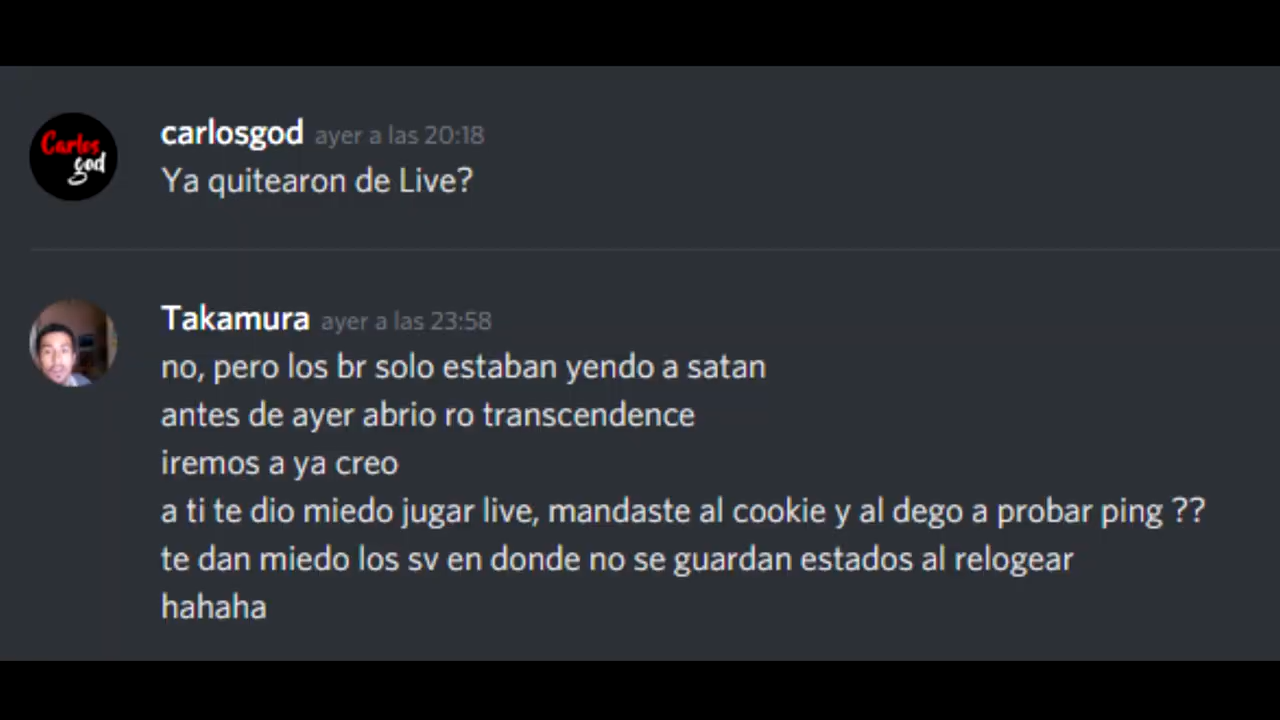 Carlos
god
carlosgod ayer a las 20:18
Ya quitearon de Live?
Takamura ayer a las 23:58
no, pero los br solo estaban yendo a satan
antes de ayer abrio ro transcendence
iremos a ya creo
a ti te dio miedo jugar live, mandaste al cookie y al dego a probar ping ??
te dan miedo los sv en donde no se guardan estados al relogear
hahaha